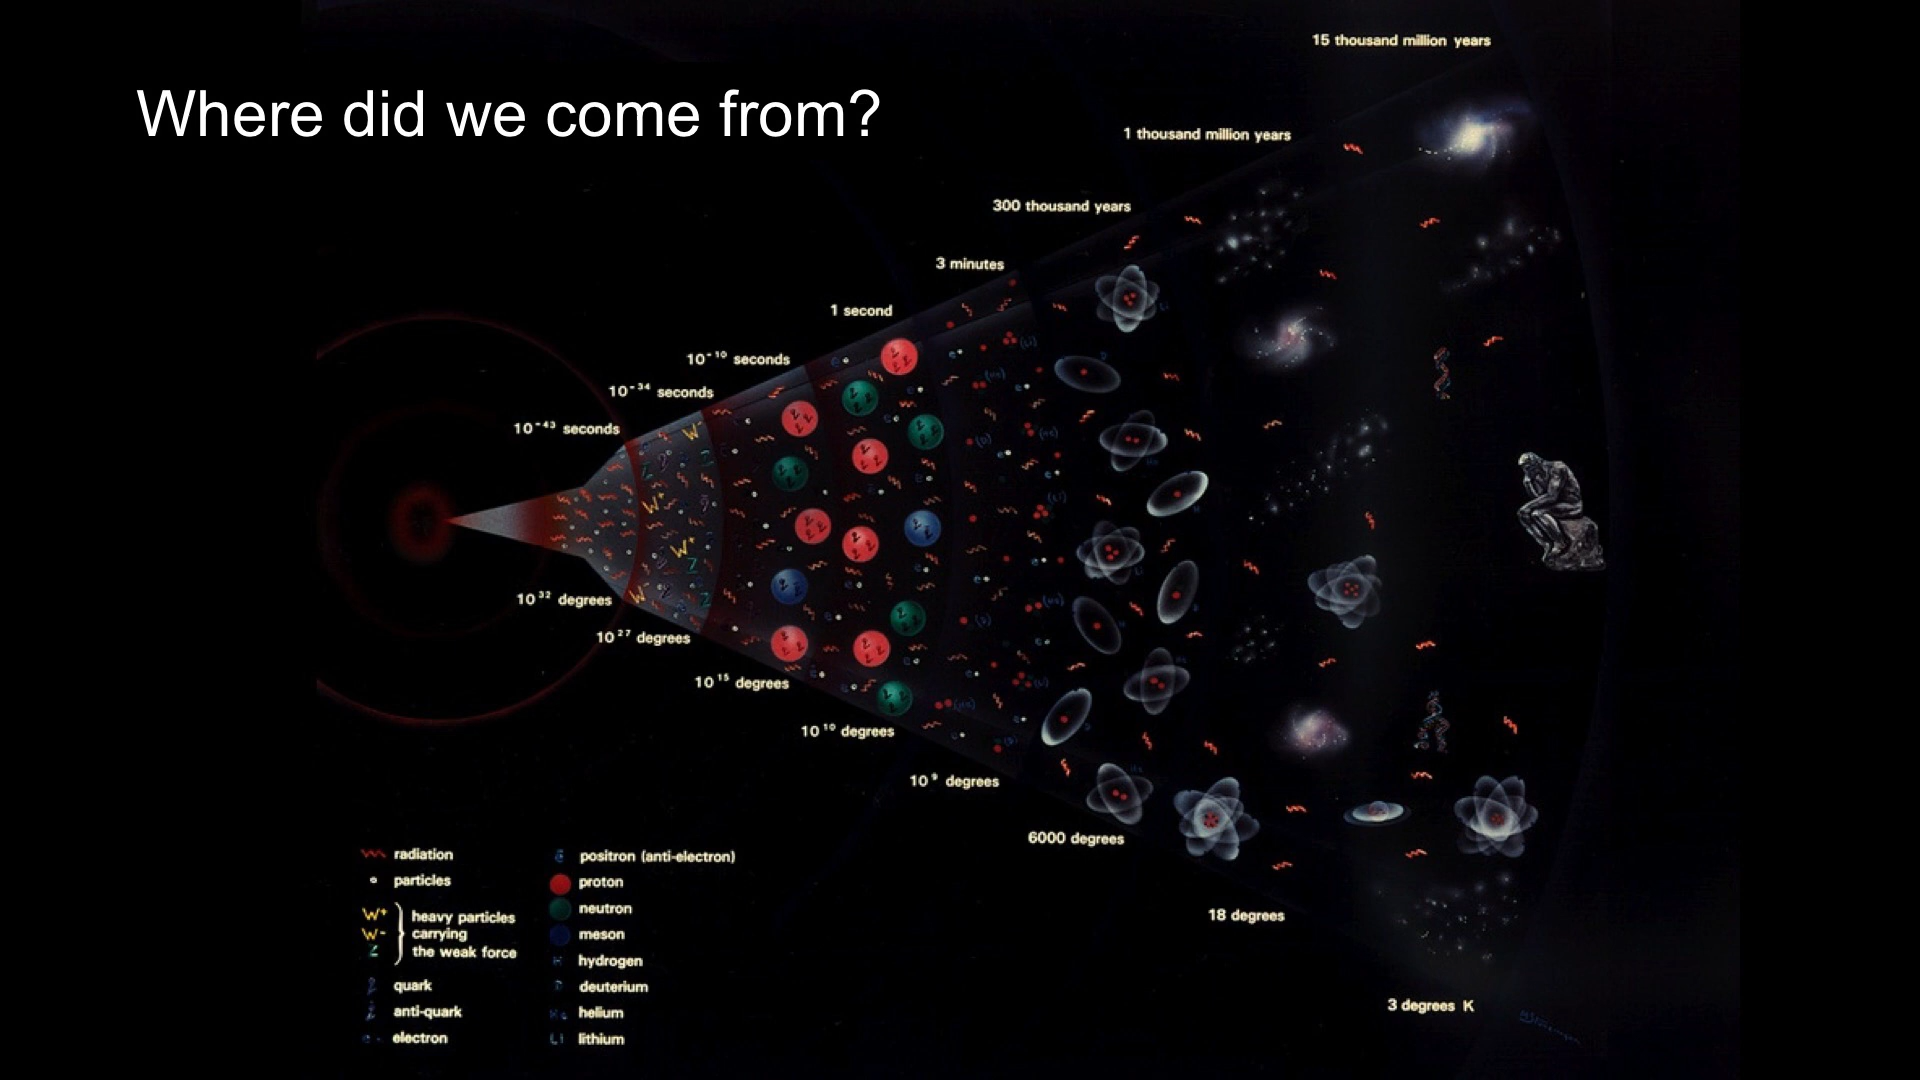 Where did we come from?
15 thousand million years
1 thousand million years
300 thousand years
3 minutes
1 second
10⁻¹⁰ seconds
10⁻³⁴ seconds
10⁻⁴³ seconds
10³² degrees
10²⁷ degrees
10¹⁵ degrees
10¹⁰ degrees
10⁹ degrees
6000 degrees
18 degrees
3 degrees K
radiation
particles
W⁺
W⁻
Z
heavy particles
carrying
the weak force
quark
anti-quark
electron
positron (anti-electron)
proton
neutron
meson
hydrogen
deuterium
He helium
Li lithium